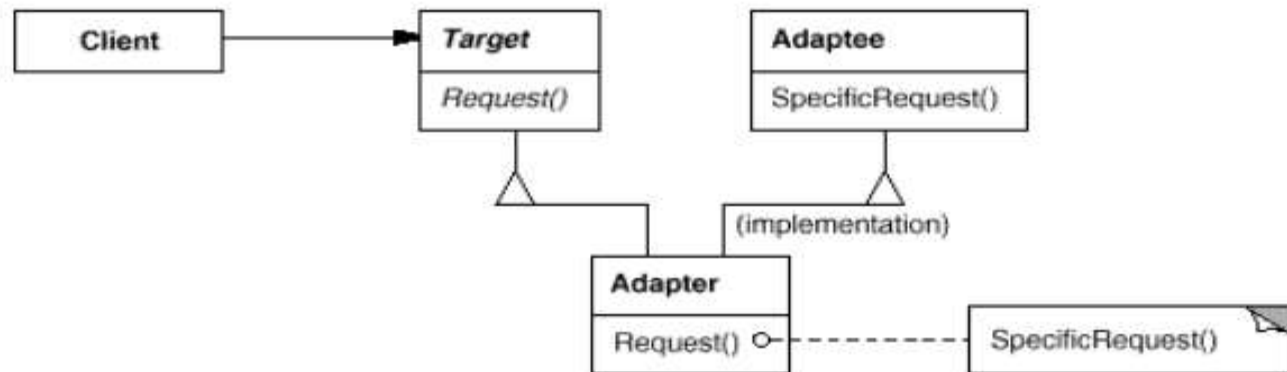 Client
Target
Request()
Adaptee
SpecificRequest()
(implementation)
Adapter
Request()
SpecificRequest()